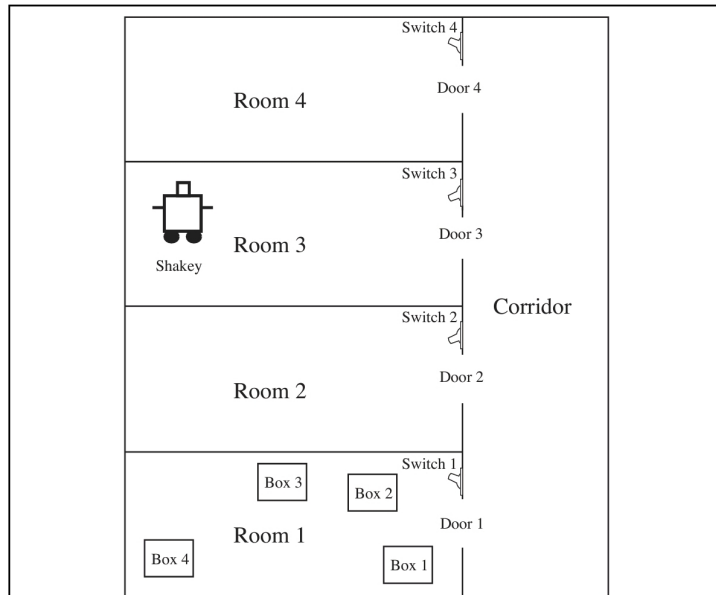 Switch 4
Door 4
Room 4
Switch 3
Door 3
Room 3
Shakey
Corridor
Switch 2
Door 2
Room 2
Switch 1
Box 3
Box 2
Door 1
Room 1
Box 4
Box 1